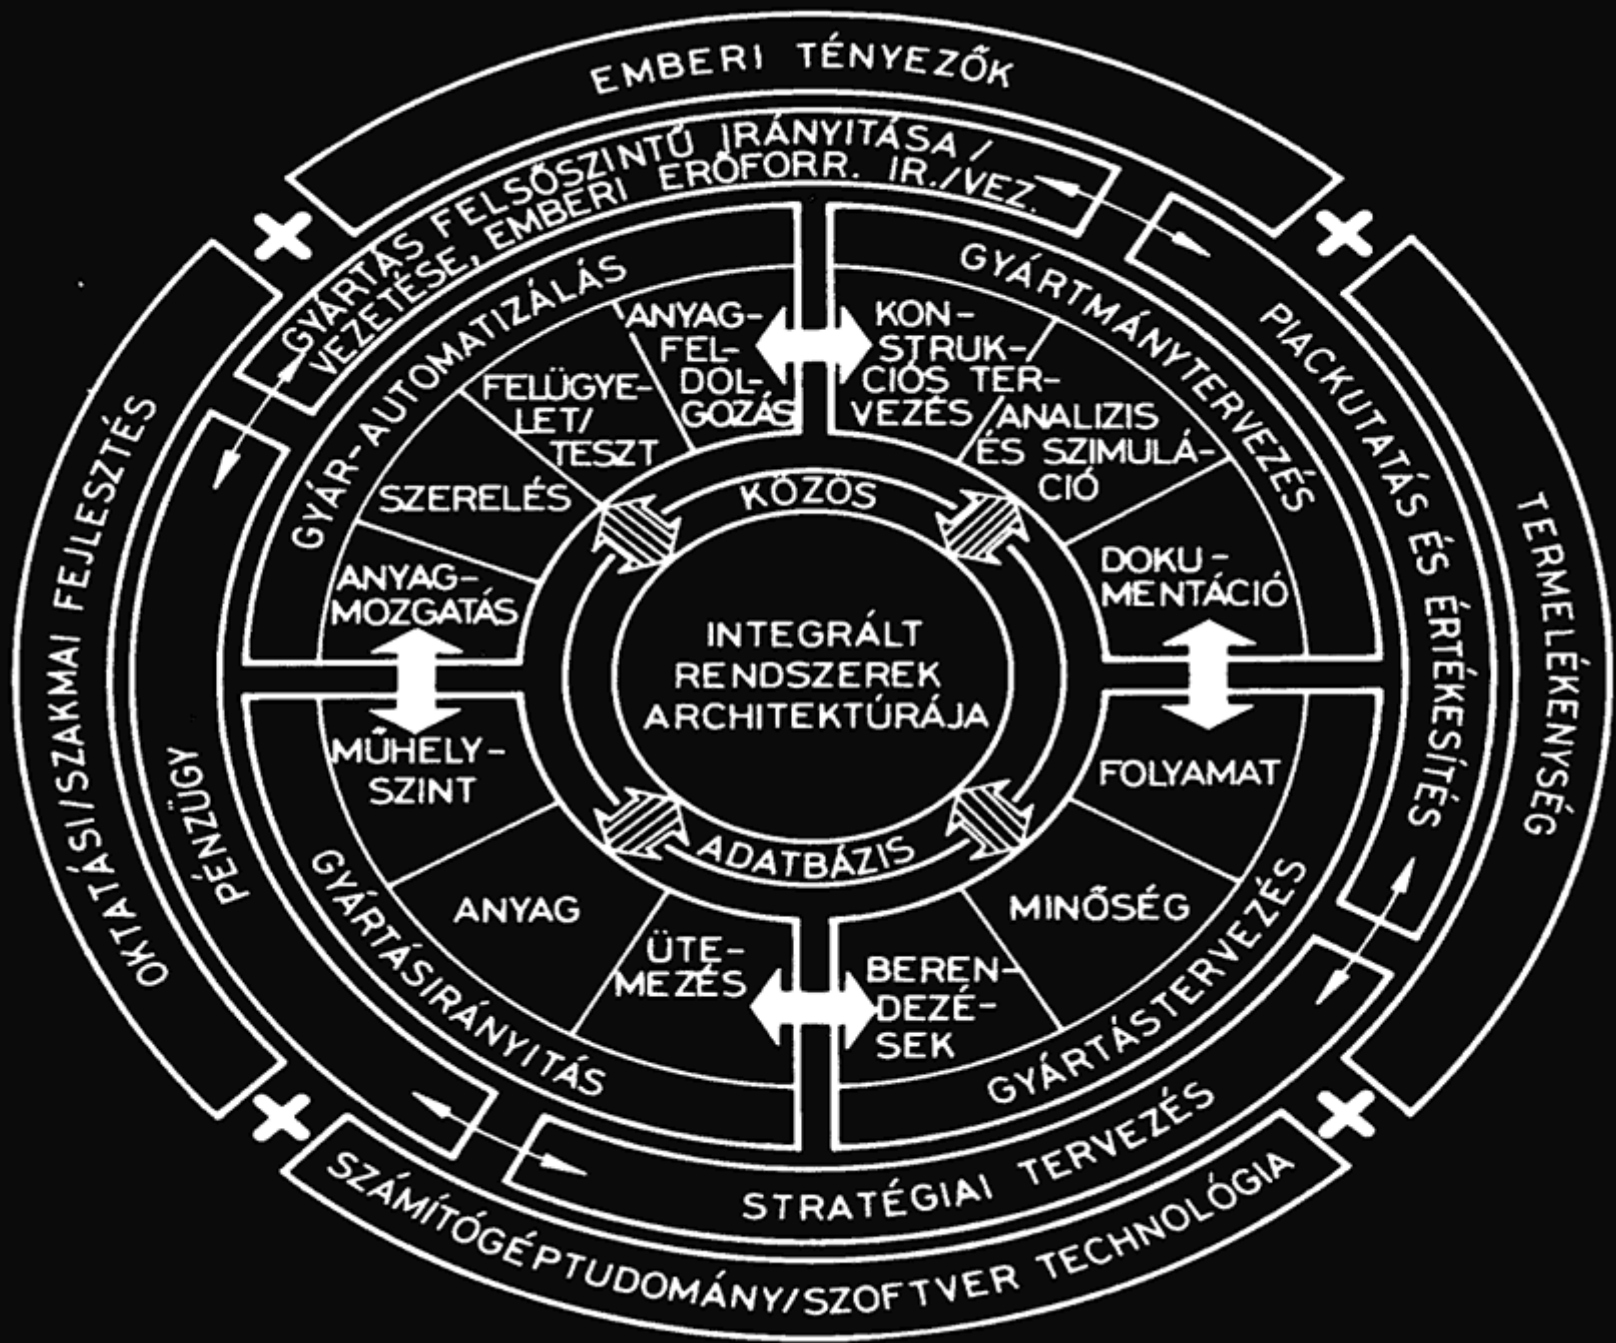 EMBERI TÉNYEZŐK
GYÁRTÁS FELSŐSZINTŰ IRÁNYITÁSA /
VEZETÉSE, EMBERI ERŐFORR. IR./VEZ.
PIACKUTATÁS ÉS ÉRTÉKESÍTÉS
TERMELÉKENYSÉG
OKTATÁSI/SZAKMAI FEJLESZTÉS
PÉNZÜGY
GYÁR-AUTOMATIZÁLÁS
ANYAG-
FEL-
DOL-
GOZÁS
FELÜGYE-
LET/
TESZT
SZERELÉS
ANYAG-
MOZGATÁS
GYÁRTMÁNYTERVEZÉS
KON-
STRUK-
CIÓS TER-
VEZÉS
ANALIZIS
ÉS SZIMULÁ-
CIÓ
DOKU-
MENTÁCIÓ
KÖZÖS
ADATBÁZIS
INTEGRÁLT
RENDSZEREK
ARCHITEKTÚRÁJA
MŰHELY-
SZINT
ANYAG
ÜTE-
MEZÉS
GYÁRTÁSIRÁNYITÁS
FOLYAMAT
MINŐSÉG
BEREN-
DEZÉ-
SEK
GYÁRTÁSTERVEZÉS
STRATÉGIAI TERVEZÉS
SZÁMÍTÓGÉPTUDOMÁNY/SZOFTVER TECHNOLÓGIA